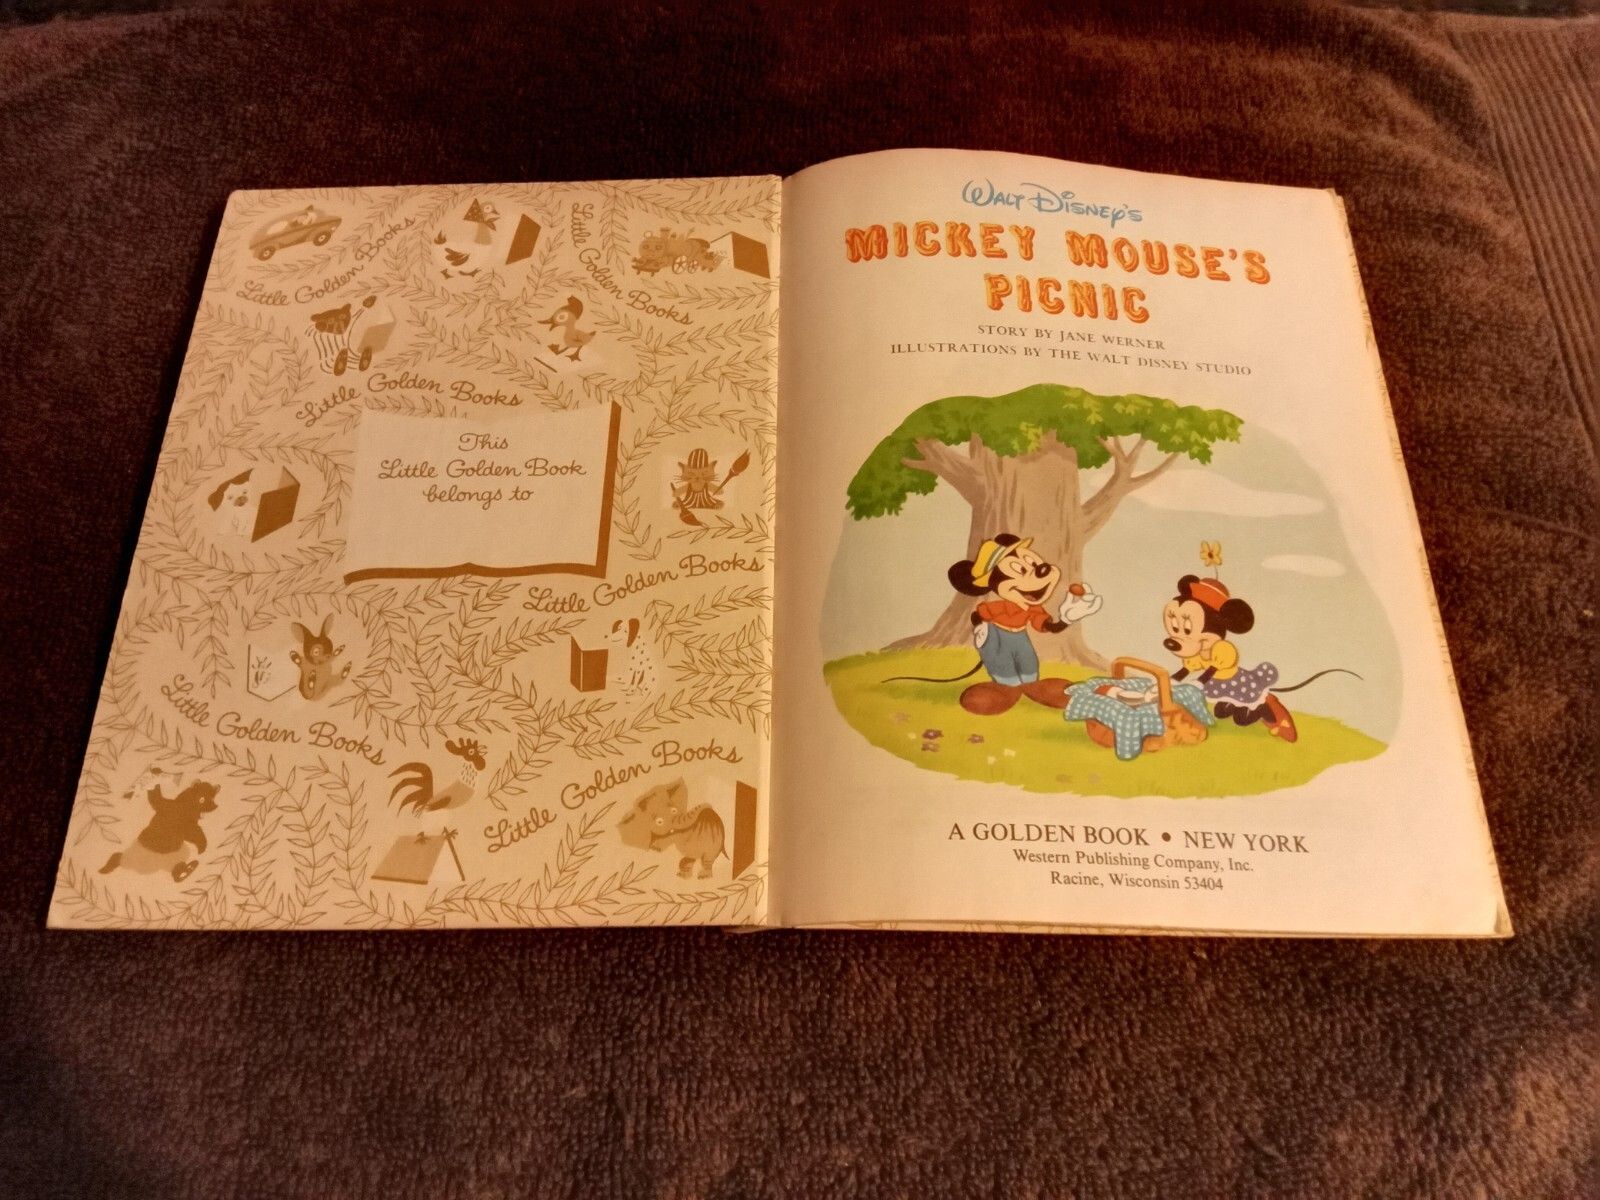 Little Golden Books
Little Golden Books
Little Golden Books
This
Little Golden Book
belongs to
Little Golden Books
Little Golden Books
Little Golden Books
WALT DISNEY'S
MICKEY MOUSE'S
PICNIC
STORY BY JANE WERNER
ILLUSTRATIONS BY THE WALT DISNEY STUDIO
A GOLDEN BOOK • NEW YORK
Western Publishing Company, Inc.
Racine, Wisconsin 53404